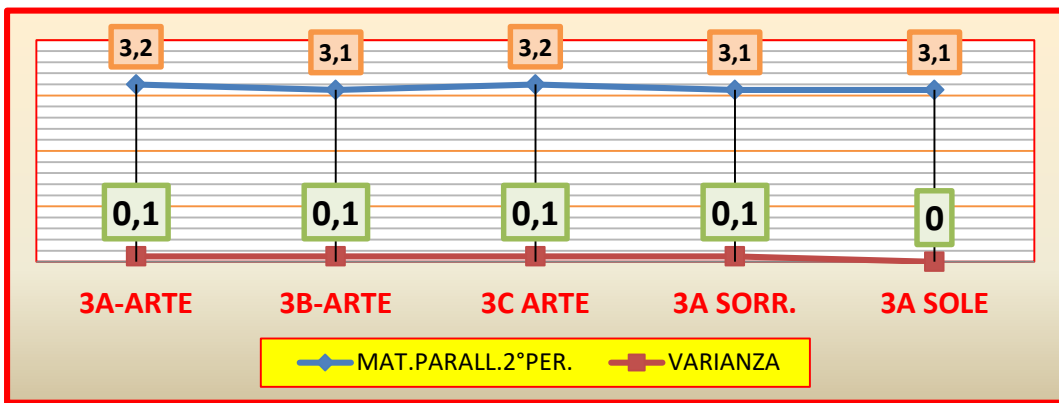 3,2 3,1 3,2 3,1 3,1
0,1 0,1 0,1 0,1 0
3A-ARTE 3B-ARTE 3C ARTE 3A SORR. 3A SOLE
MAT.PARALL.2°PER. VARIANZA